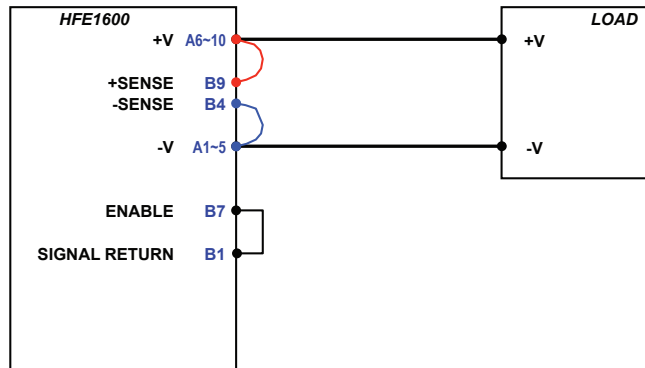 HFE1600 LOAD
+V A6~10 +V
+SENSE B9
-SENSE B4
-V A1~5 -V
ENABLE B7
SIGNAL RETURN B1